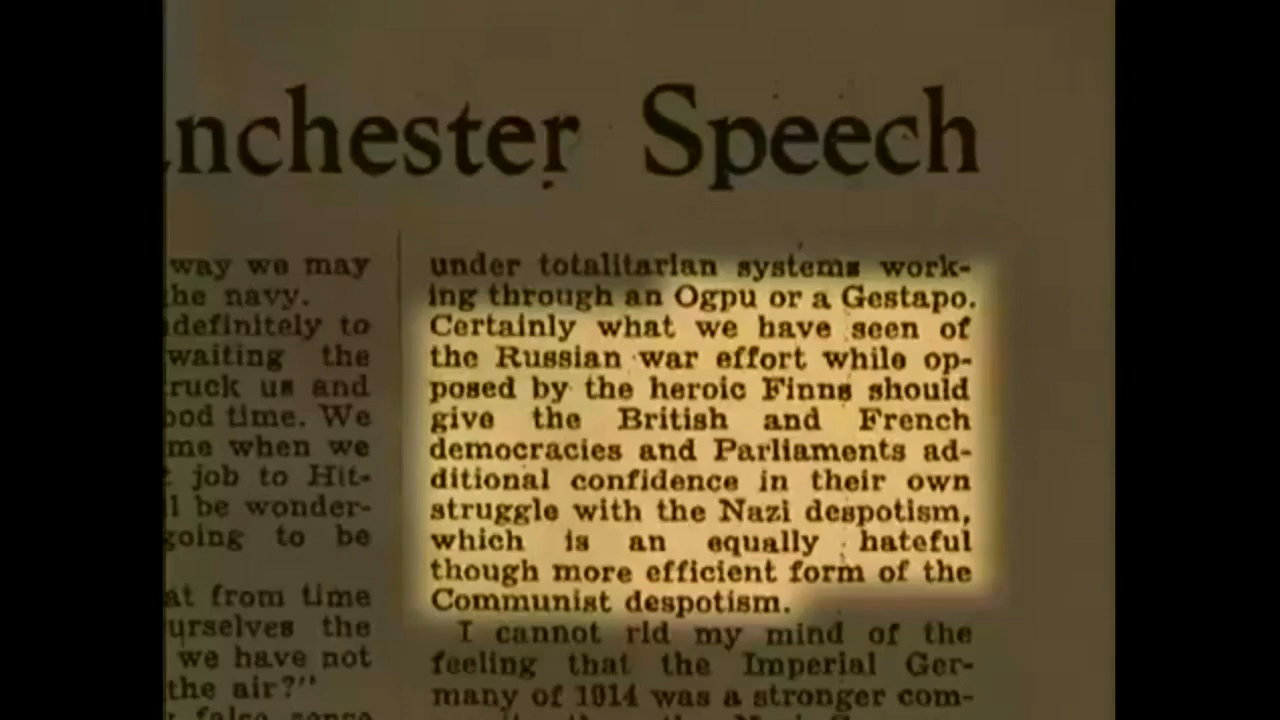 nchester Speech
way we may
he navy.
definitely to
waiting the
ruck us and
ood time. We
me when we
job to Hit-
l be wonder-
going to be
at from time
urselves the
we have not
the air?"
false sense
under totalitarian systems work-
ing through an Ogpu or a Gestapo.
Certainly what we have seen of
the Russian war effort while op-
posed by the heroic Finns should
give the British and French
democracies and Parliaments ad-
ditional confidence in their own
struggle with the Nazi despotism,
which is an equally hateful
though more efficient form of the
Communist despotism.
I cannot rid my mind of the
feeling that the Imperial Ger-
many of 1914 was a stronger com-